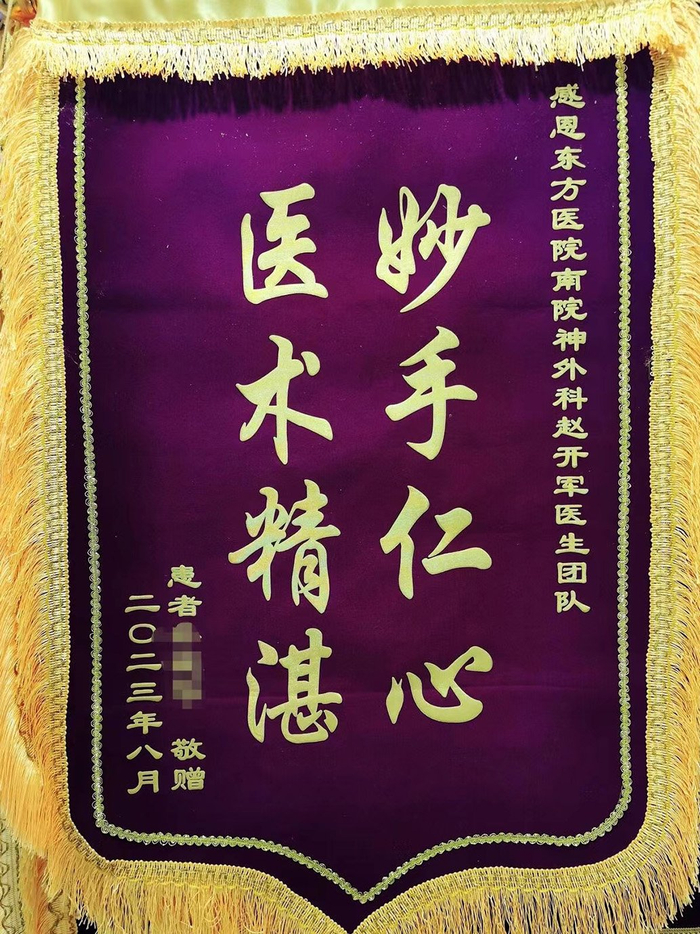 感恩东方医院南院神外科赵开军医生团队
妙手仁心
医术精湛
患者 敬赠
二〇二三年八月